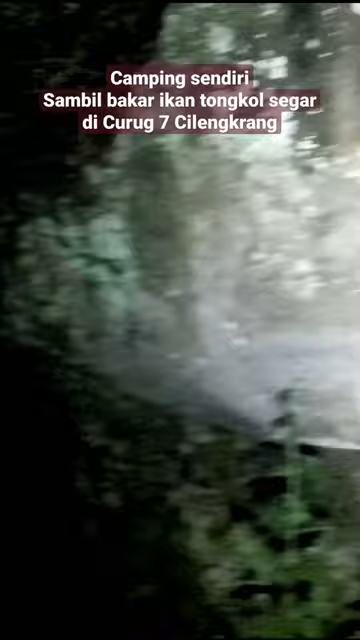 Camping sendiri
Sambil bakar ikan tongkol segar
di Curug 7 Cilengkrang